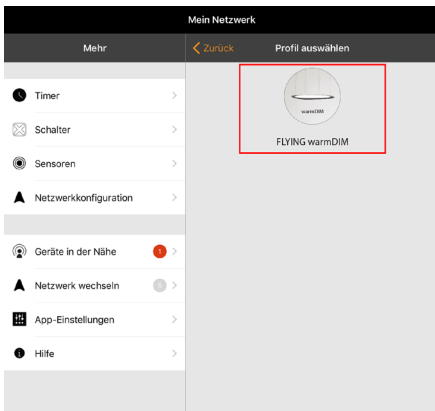 Mein Netzwerk
Mehr
Zurück
Profil auswählen
warmDIM
FLYING warmDIM
Timer
Schalter
Sensoren
Netzwerkkonfiguration
Geräte in der Nähe 1
Netzwerk wechseln
App-Einstellungen
Hilfe